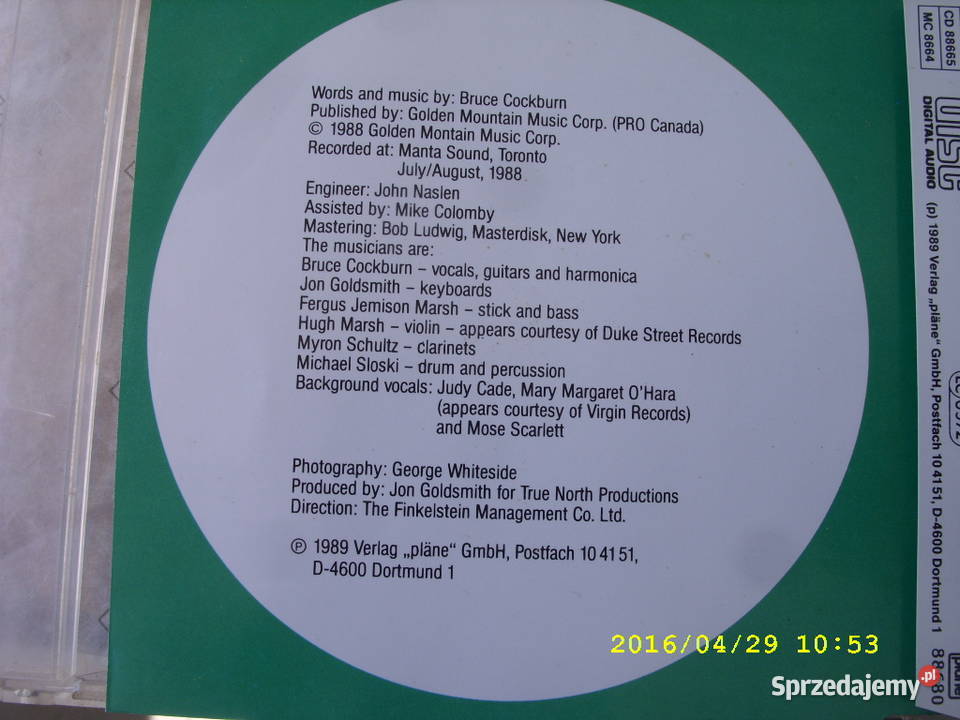 Words and music by: Bruce Cockburn
Published by: Golden Mountain Music Corp. (PRO Canada)
© 1988 Golden Montain Music Corp.
Recorded at: Manta Sound, Toronto
July/August, 1988
Engineer: John Naslen
Assisted by: Mike Colomby
Mastering: Bob Ludwig, Masterdisk, New York
The musicians are:
Bruce Cockburn – vocals, guitars and harmonica
Jon Goldsmith – keyboards
Fergus Jemison Marsh – stick and bass
Hugh Marsh – violin – appears courtesy of Duke Street Records
Myron Schultz – clarinets
Michael Sloski – drum and percussion
Background vocals: Judy Cade, Mary Margaret O'Hara
(appears courtesy of Virgin Records)
and Mose Scarlett
Photography: George Whiteside
Produced by: Jon Goldsmith for True North Productions
Direction: The Finkelstein Management Co. Ltd.
℗ 1989 Verlag „pläne“ GmbH, Postfach 10 41 51,
D-4600 Dortmund 1
CD 88665
MC 8664
DISC
DIGITAL AUDIO
(p) 1989 Verlag „pläne“ GmbH, Postfach 10 41 51, D-4600 Dortmund 1
pläne
2016/04/29 10:53
Sprzedajemy.pl